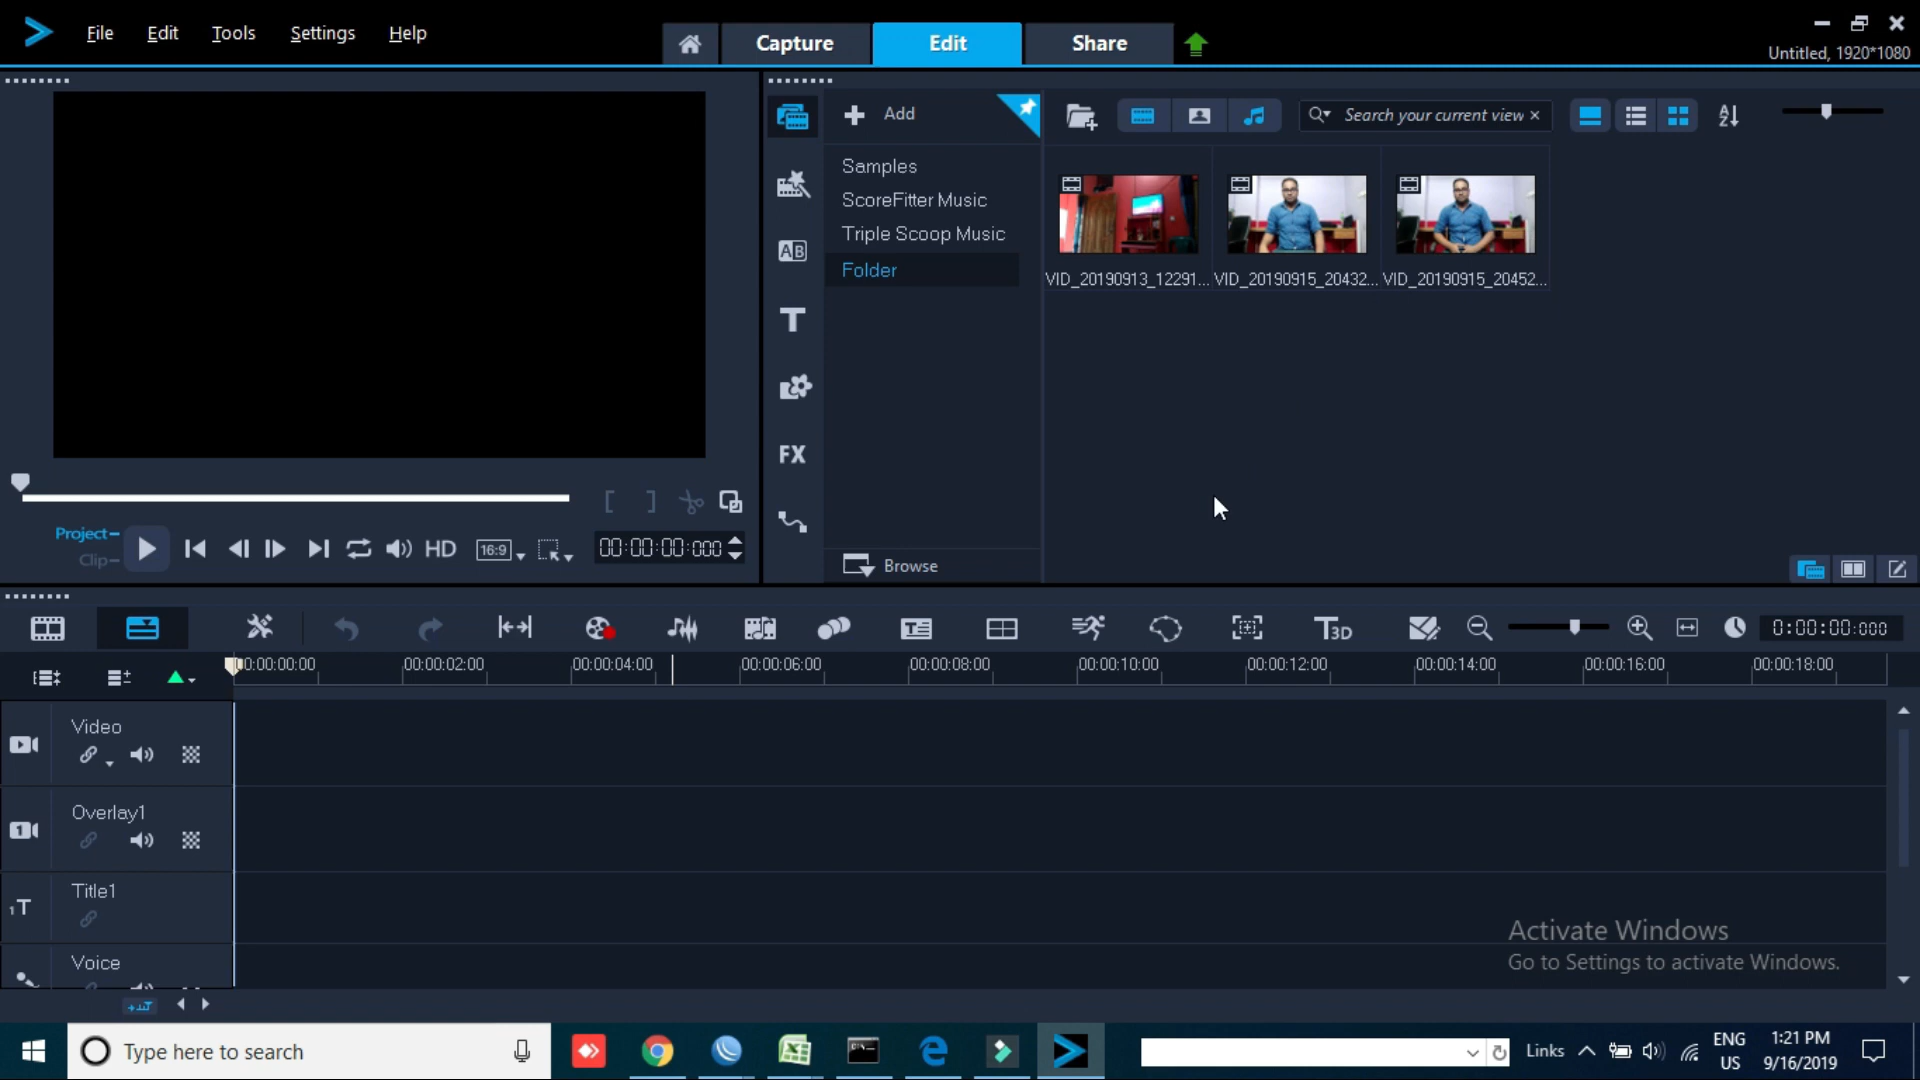 File Edit Tools Settings Help
Capture Edit Share
Untitled, 1920*1080
Add
Search your current view
Samples
ScoreFitter Music
Triple Scoop Music
Folder
VID_20190913_12291... VID_20190915_20432... VID_20190915_20452...
AB
T
FX
Project
Clip
HD 16:9 00:00:00:000
Browse
T3D 0:00:00:000
00:00:00:00 00:00:02:00 00:00:04:00 00:00:06:00 00:00:08:00 00:00:10:00 00:00:12:00 00:00:14:00 00:00:16:00 00:00:18:00
Video
Overlay1
1
Title1
1T
Voice
Activate Windows
Go to Settings to activate Windows.
Type here to search
Links
ENG
US
1:21 PM
9/16/2019